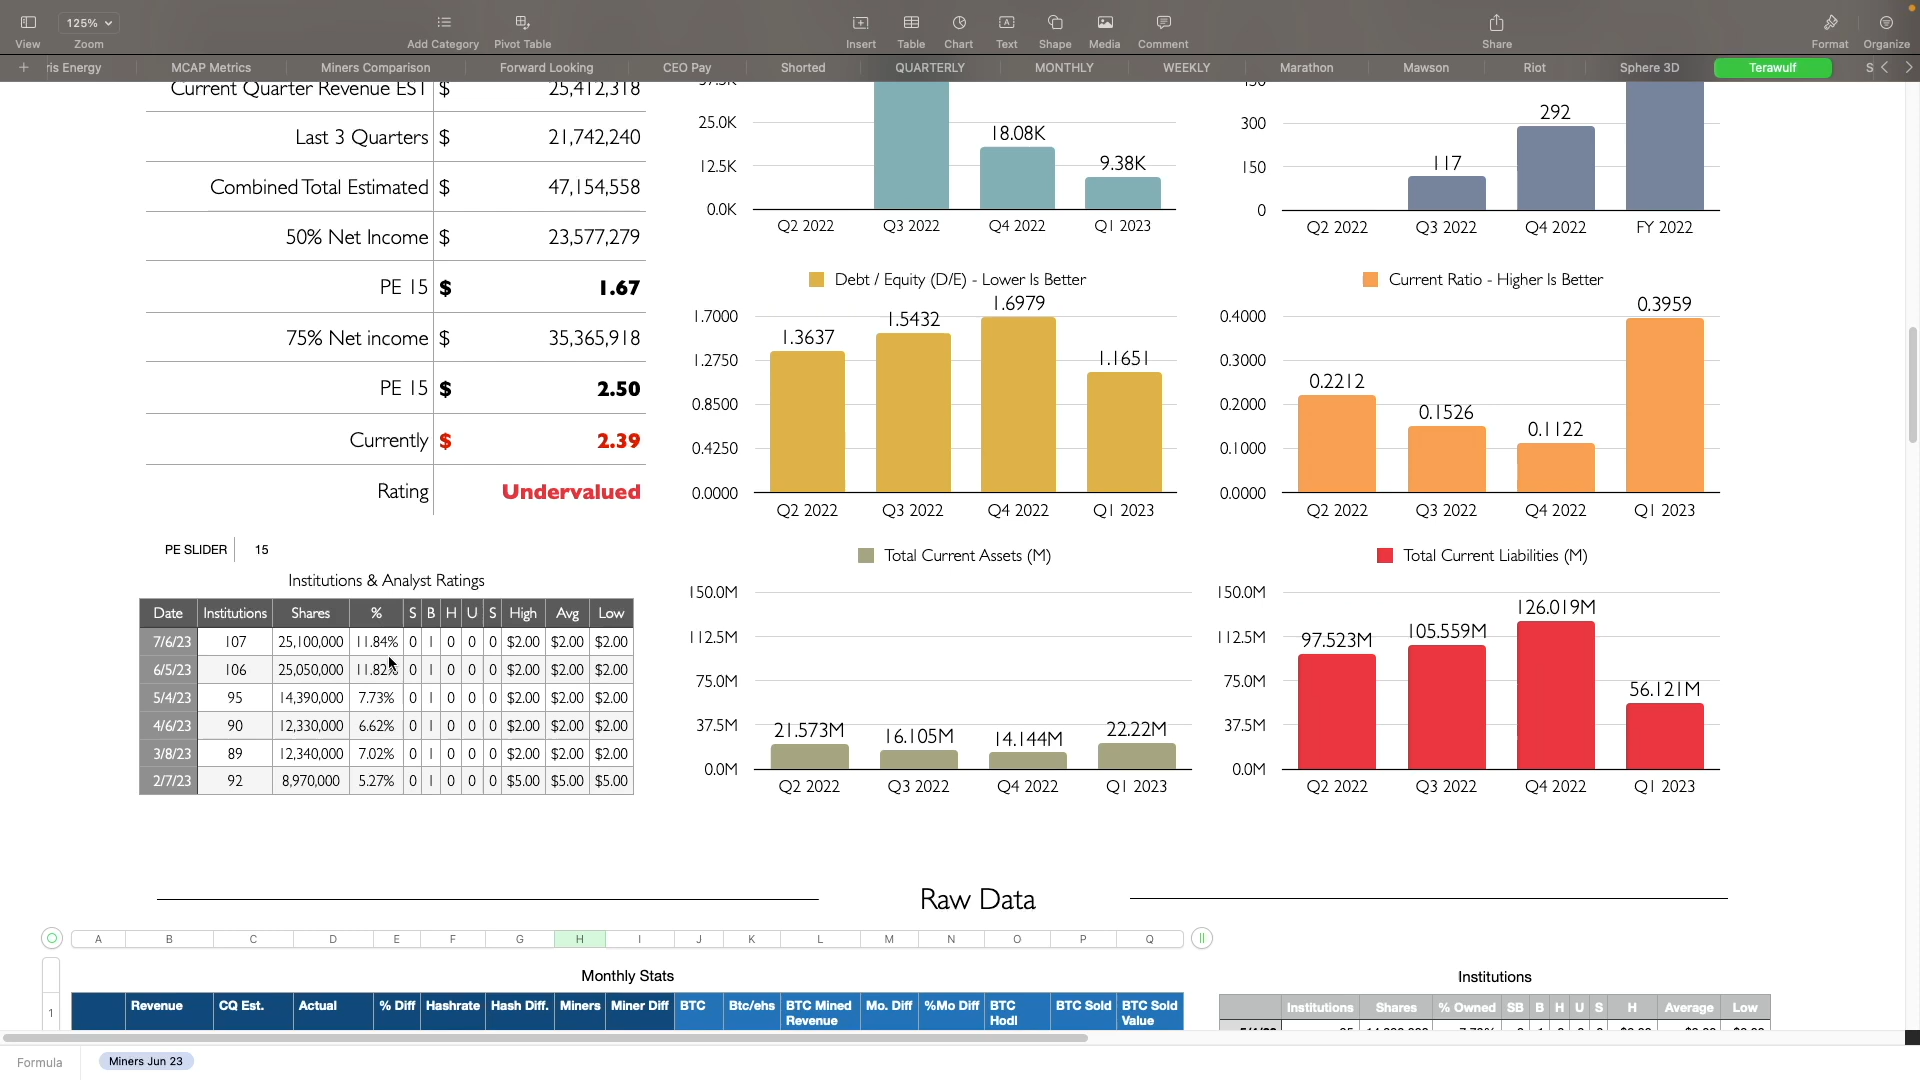 125%
View
Zoom
Add Category
Pivot Table
Insert
Table
Chart
Text
Shape
Media
Comment
Share
Format
Organize
ris Energy
MCAP Metrics
Miners Comparison
Forward Looking
CEO Pay
Shorted
QUARTERLY
MONTHLY
WEEKLY
Marathon
Mawson
Riot
Sphere 3D
Terawulf
S
Current Quarter Revenue EST $ 25,412,318
Last 3 Quarters $ 21,742,240
Combined Total Estimated $ 47,154,558
50% Net Income $ 23,577,279
PE 15 $ 1.67
75% Net income $ 35,365,918
PE 15 $ 2.50
Currently $ 2.39
Rating Undervalued
25.0K
12.5K
0.0K
18.08K
9.38K
Q2 2022 Q3 2022 Q4 2022 Q1 2023
300
150
0
117
292
Q2 2022 Q3 2022 Q4 2022 FY 2022
Debt / Equity (D/E) - Lower Is Better
1.7000
1.2750
0.8500
0.4250
0.0000
1.3637
1.5432
1.6979
1.1651
Q2 2022 Q3 2022 Q4 2022 Q1 2023
Current Ratio - Higher Is Better
0.4000
0.3000
0.2000
0.1000
0.0000
0.2212
0.1526
0.1122
0.3959
Q2 2022 Q3 2022 Q4 2022 Q1 2023
PE SLIDER 15
Institutions & Analyst Ratings
Date Institutions Shares % S B H U S High Avg Low
7/6/23 107 25,100,000 11.84% 0 1 0 0 0 $2.00 $2.00 $2.00
6/5/23 106 25,050,000 11.82% 0 1 0 0 0 $2.00 $2.00 $2.00
5/4/23 95 14,390,000 7.73% 0 1 0 0 0 $2.00 $2.00 $2.00
4/6/23 90 12,330,000 6.62% 0 1 0 0 0 $2.00 $2.00 $2.00
3/8/23 89 12,340,000 7.02% 0 1 0 0 0 $2.00 $2.00 $2.00
2/7/23 92 8,970,000 5.27% 0 1 0 0 0 $5.00 $5.00 $5.00
Total Current Assets (M)
150.0M
112.5M
75.0M
37.5M
0.0M
21.573M
16.105M
14.144M
22.22M
Q2 2022 Q3 2022 Q4 2022 Q1 2023
Total Current Liabilities (M)
150.0M
112.5M
75.0M
37.5M
0.0M
97.523M
105.559M
126.019M
56.121M
Q2 2022 Q3 2022 Q4 2022 Q1 2023
Raw Data
A B C D E F G H I J K L M N O P Q
Monthly Stats
1
Revenue CQ Est. Actual % Diff Hashrate Hash Diff. Miners Miner Diff BTC Btc/ehs BTC Mined Mo. Diff %Mo Diff BTC BTC Sold BTC Sold
Revenue Hodl Value
Institutions
Institutions Shares % Owned SB B H U S H Average Low
Formula
Miners Jun 23